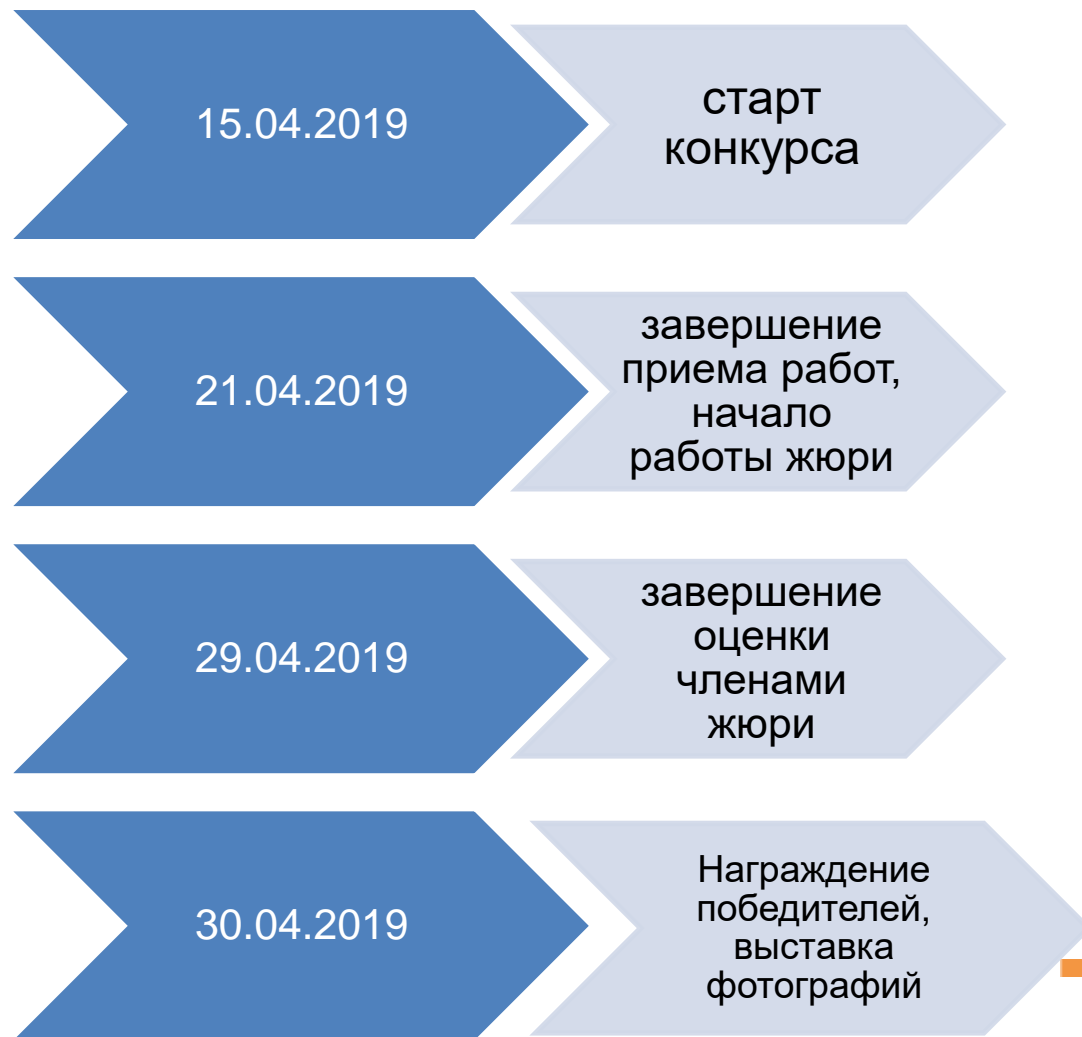 15.04.2019
старт
конкурса
21.04.2019
завершение
приема работ,
начало
работы жюри
29.04.2019
завершение
оценки
членами
жюри
30.04.2019
Награждение
победителей,
выставка
фотографий